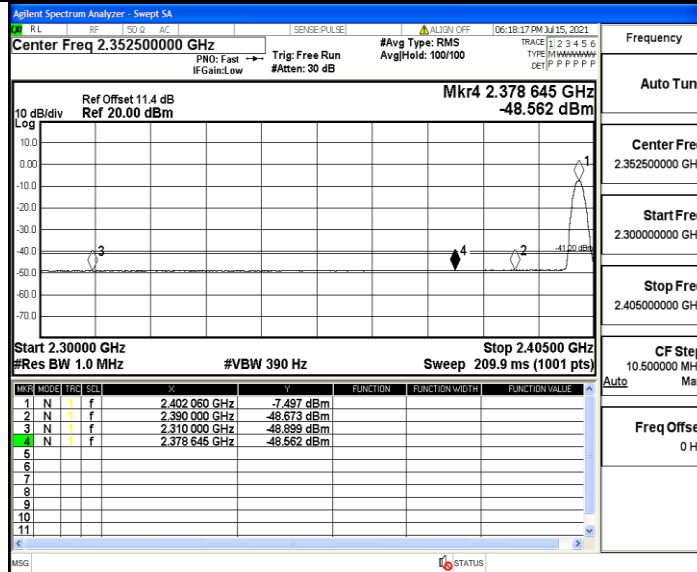 Agilent Spectrum Analyzer - Swept SA
RL RF 50 Ω AC SENSE:PULSE ALIGN OFF 06:18:17 PM Jul 15, 2021
Center Freq 2.352500000 GHz
PNO: Fast
IFGain:Low
Trig: Free Run
#Atten: 30 dB
#Avg Type: RMS
Avg|Hold: 100/100
TRACE 1 2 3 4 5 6
TYPE M
DET P P P P P P
Mkr4 2.378 645 GHz
-48.562 dBm
Ref Offset 11.4 dB
10 dB/div Ref 20.00 dBm
Log
10.0
0.00
-10.0
-20.0
-30.0
-40.0
-50.0
-60.0
-70.0
1
2
3
4
-41.20 dBm
Start 2.30000 GHz Stop 2.40500 GHz
#Res BW 1.0 MHz #VBW 390 Hz Sweep 209.9 ms (1001 pts)
MKR MODE TRC SCL X Y FUNCTION FUNCTION WIDTH FUNCTION VALUE
1 N 1 f 2.402 060 GHz -7.497 dBm
2 N 1 f 2.390 000 GHz -48.673 dBm
3 N 1 f 2.310 000 GHz -48.899 dBm
4 N 1 f 2.378 645 GHz -48.562 dBm
5
6
7
8
9
10
11
MSG STATUS
Frequency
Auto Tun
Center Fre
2.352500000 GH
Start Fre
2.300000000 GH
Stop Fre
2.405000000 GH
CF Ste
10.500000 MH
Auto Ma
Freq Offse
0 H